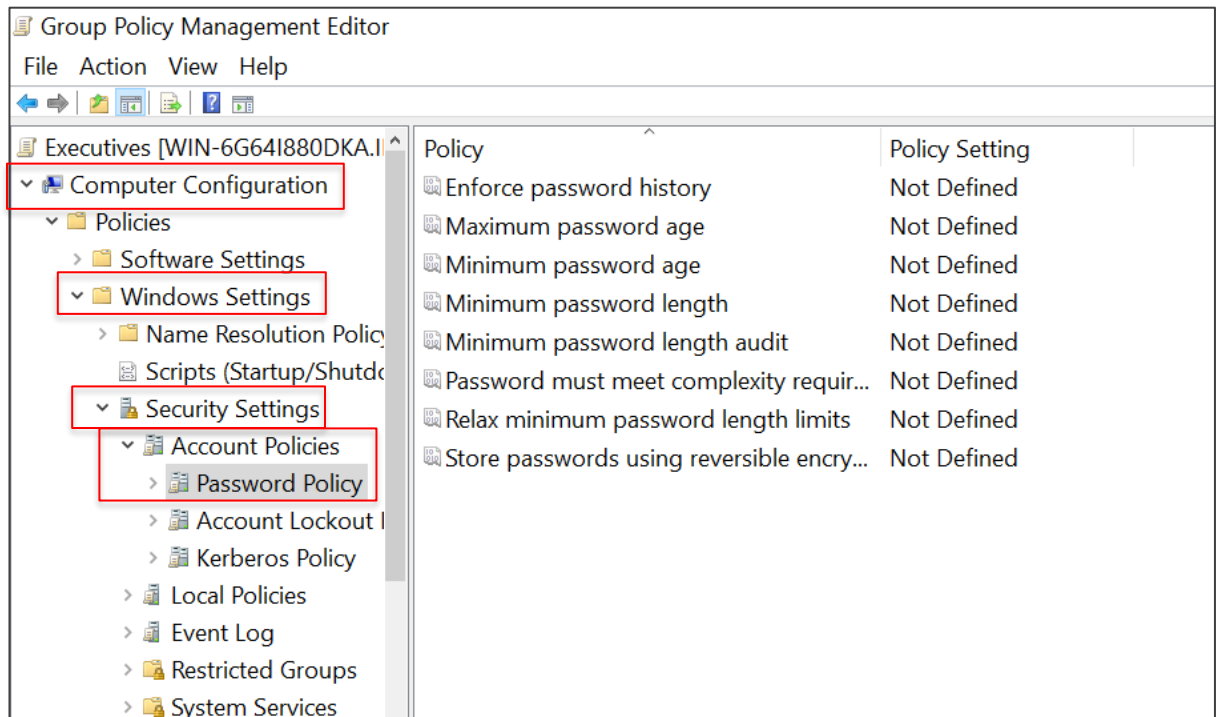 Group Policy Management Editor
File Action View Help
Executives [WIN-6G64I880DKA.I
Computer Configuration
Policies
Software Settings
Windows Settings
Name Resolution Policy
Scripts (Startup/Shutdo
Security Settings
Account Policies
Password Policy
Account Lockout
Kerberos Policy
Local Policies
Event Log
Restricted Groups
System Services
Policy Policy Setting
Enforce password history Not Defined
Maximum password age Not Defined
Minimum password age Not Defined
Minimum password length Not Defined
Minimum password length audit Not Defined
Password must meet complexity requir... Not Defined
Relax minimum password length limits Not Defined
Store passwords using reversible encry... Not Defined